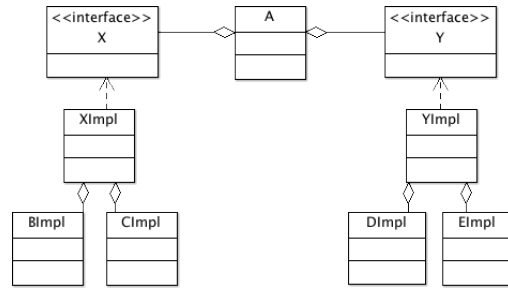 <<interface>>
X
A
<<interface>>
Y
XImpl
YImpl
BImpl
CImpl
DImpl
EImpl